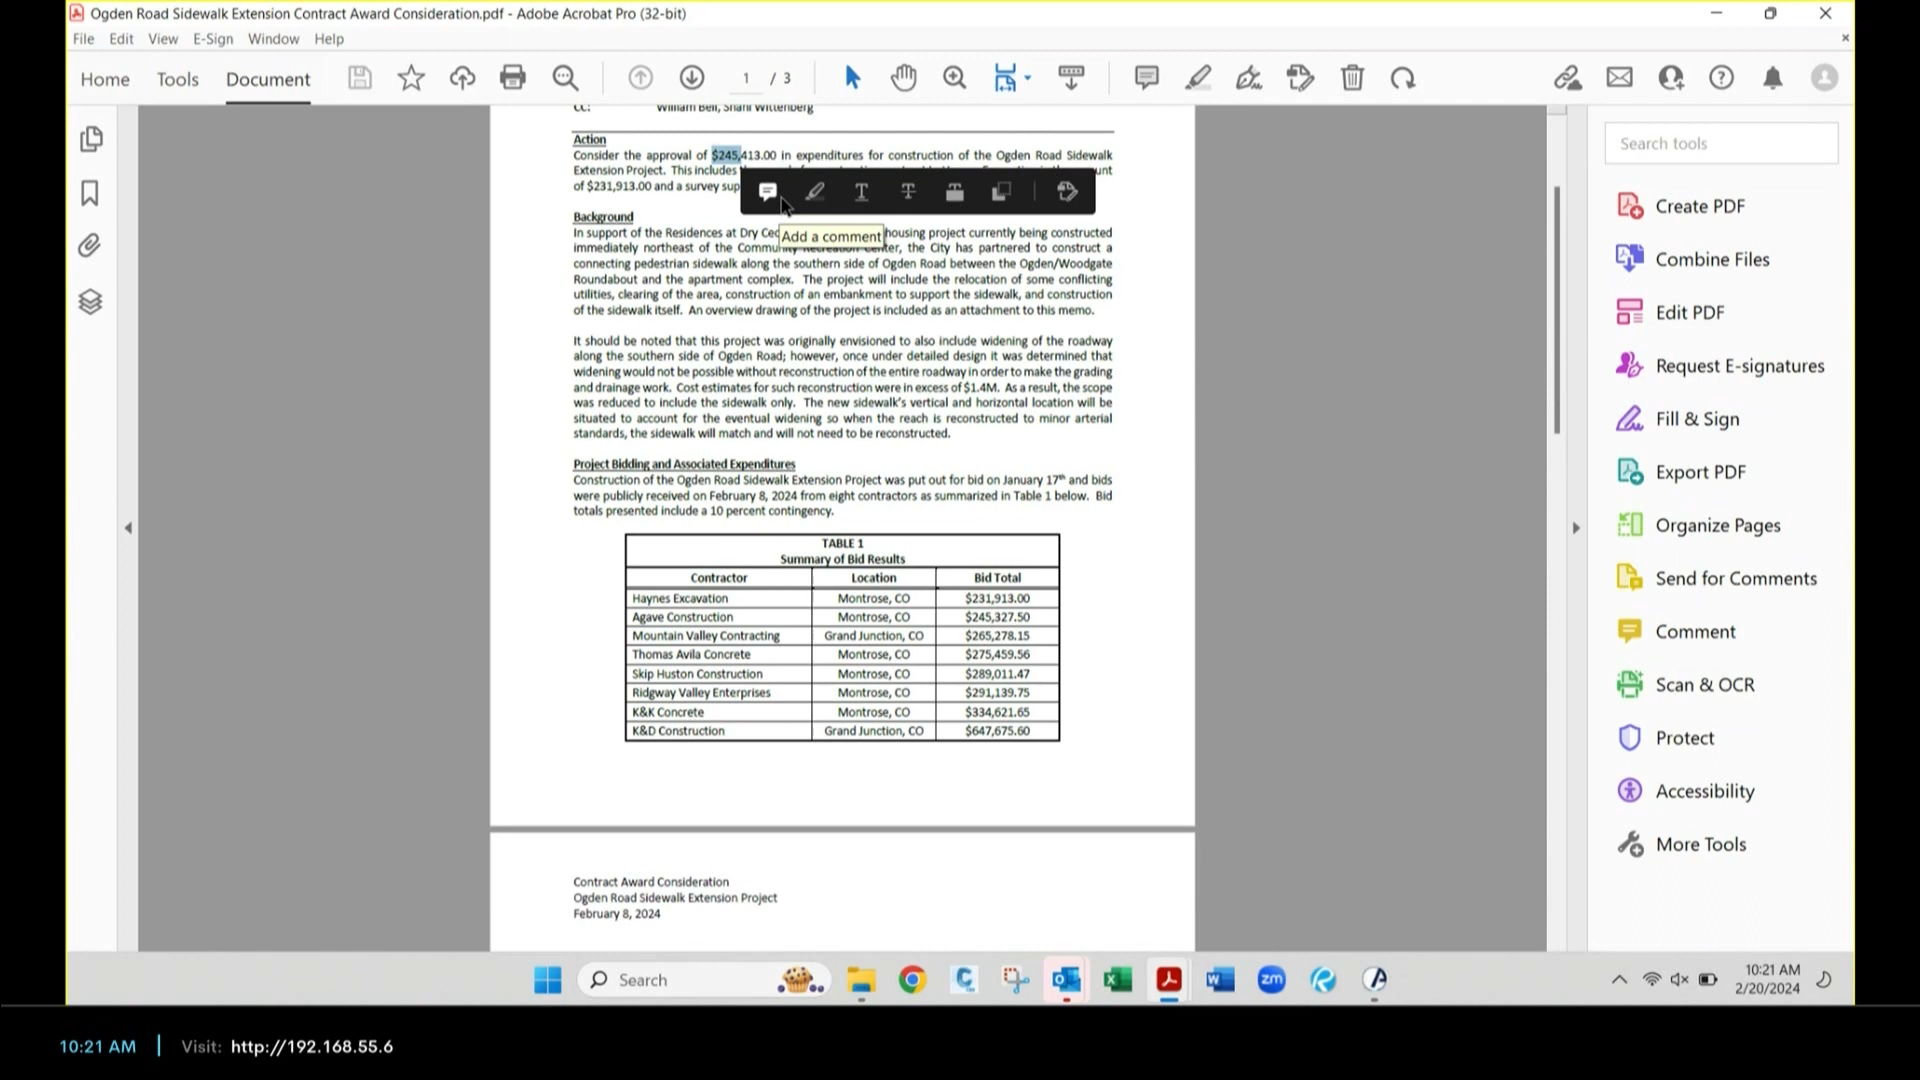 Ogden Road Sidewalk Extension Contract Award Consideration.pdf - Adobe Acrobat Pro (32-bit)
File Edit View E-Sign Window Help
Home Tools Document 1 / 3
CC: William Bell, Shani Wittenberg
Action
Consider the approval of $245,413.00 in expenditures for construction of the Ogden Road Sidewalk
Extension Project. This includes
of $231,913.00 and a survey sup
Add a comment
Background
In support of the Residences at Dry Ced housing project currently being constructed
immediately northeast of the Community Recreation Center, the City has partnered to construct a
connecting pedestrian sidewalk along the southern side of Ogden Road between the Ogden/Woodgate
Roundabout and the apartment complex. The project will include the relocation of some conflicting
utilities, clearing of the area, construction of an embankment to support the sidewalk, and construction
of the sidewalk itself. An overview drawing of the project is included as an attachment to this memo.
It should be noted that this project was originally envisioned to also include widening of the roadway
along the southern side of Ogden Road; however, once under detailed design it was determined that
widening would not be possible without reconstruction of the entire roadway in order to make the grading
and drainage work. Cost estimates for such reconstruction were in excess of $1.4M. As a result, the scope
was reduced to include the sidewalk only. The new sidewalk's vertical and horizontal location will be
situated to account for the eventual widening so when the reach is reconstructed to minor arterial
standards, the sidewalk will match and will not need to be reconstructed.
Project Bidding and Associated Expenditures
Construction of the Ogden Road Sidewalk Extension Project was put out for bid on January 17th and bids
were publicly received on February 8, 2024 from eight contractors as summarized in Table 1 below. Bid
totals presented include a 10 percent contingency.
TABLE 1
Summary of Bid Results
Contractor Location Bid Total
Haynes Excavation Montrose, CO $231,913.00
Agave Construction Montrose, CO $245,327.50
Mountain Valley Contracting Grand Junction, CO $265,278.15
Thomas Avila Concrete Montrose, CO $275,459.56
Skip Huston Construction Montrose, CO $289,011.47
Ridgway Valley Enterprises Montrose, CO $291,139.75
K&K Concrete Montrose, CO $334,621.65
K&D Construction Grand Junction, CO $647,675.60
Contract Award Consideration
Ogden Road Sidewalk Extension Project
February 8, 2024
Search tools
Create PDF
Combine Files
Edit PDF
Request E-signatures
Fill & Sign
Export PDF
Organize Pages
Send for Comments
Comment
Scan & OCR
Protect
Accessibility
More Tools
Search
zm
10:21 AM
2/20/2024
10:21 AM | Visit: http://192.168.55.6